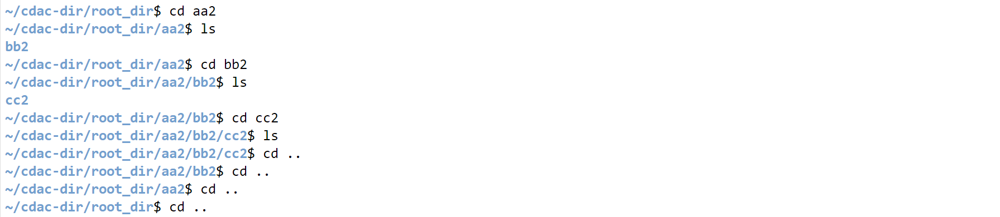 ~/cdac-dir/root_dir$ cd aa2
~/cdac-dir/root_dir/aa2$ ls
bb2
~/cdac-dir/root_dir/aa2$ cd bb2
~/cdac-dir/root_dir/aa2/bb2$ ls
cc2
~/cdac-dir/root_dir/aa2/bb2$ cd cc2
~/cdac-dir/root_dir/aa2/bb2/cc2$ ls
~/cdac-dir/root_dir/aa2/bb2/cc2$ cd ..
~/cdac-dir/root_dir/aa2/bb2$ cd ..
~/cdac-dir/root_dir/aa2$ cd ..
~/cdac-dir/root_dir$ cd ..